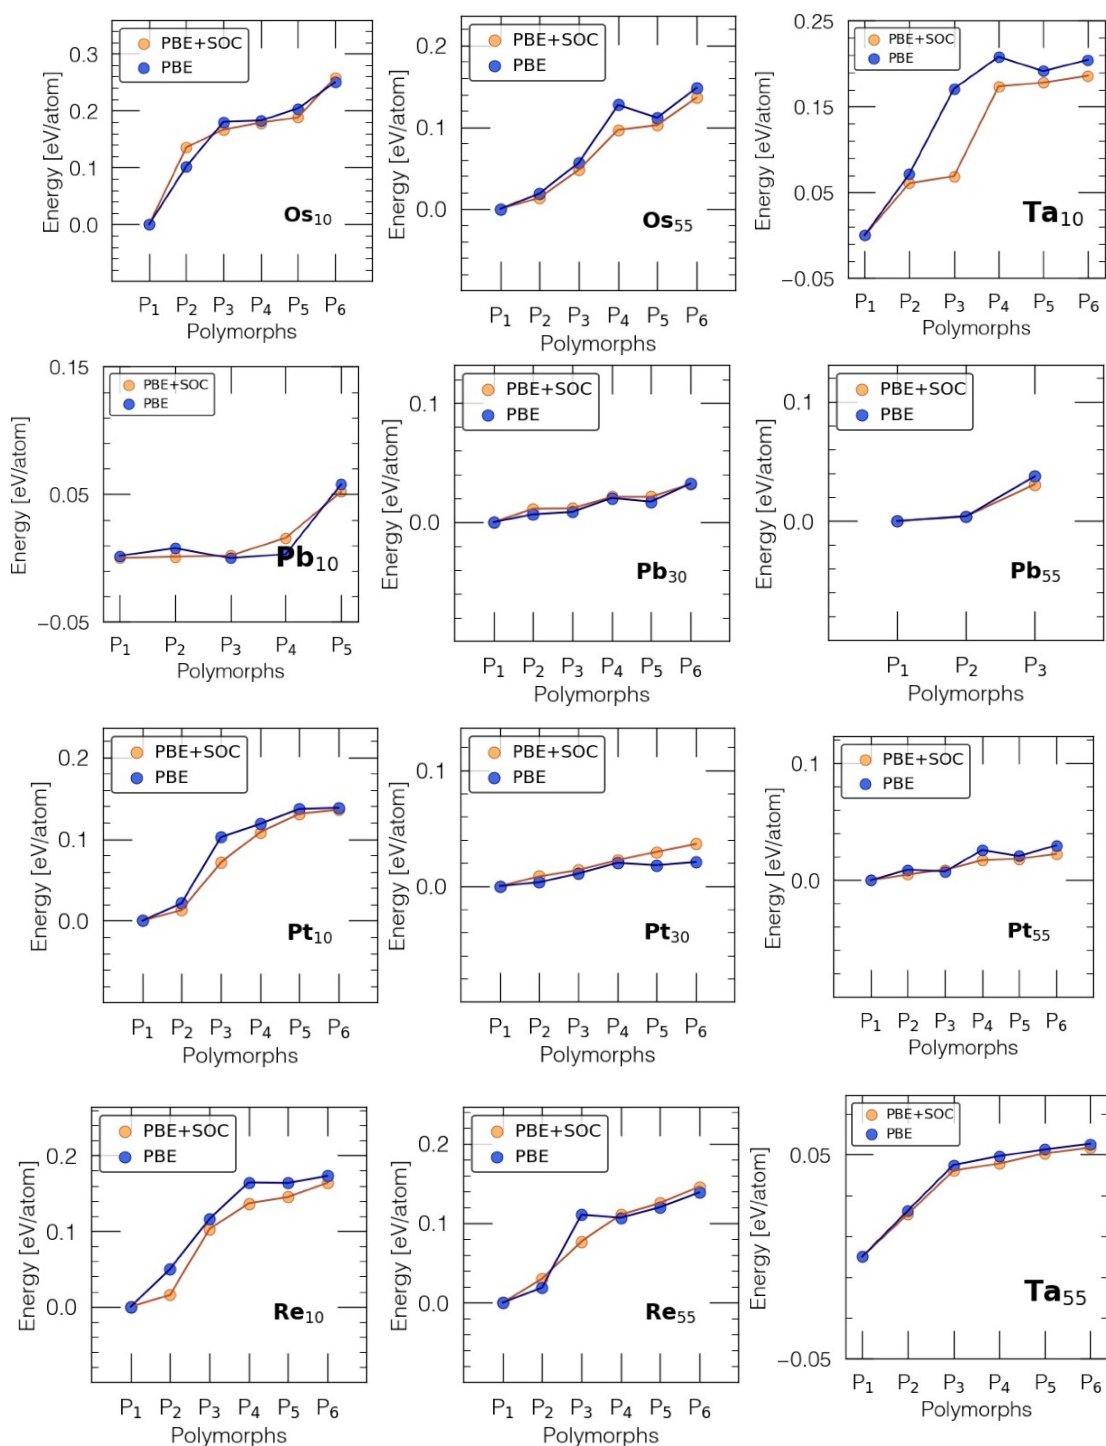 PBE+SOC
PBE
0.3
0.2
0.1
0.0
Energy [eV/atom]
Os₁₀
P₁ P₂ P₃ P₄ P₅ P₆
Polymorphs
PBE+SOC
PBE
0.2
0.1
0.0
Energy [eV/atom]
Os₅₅
P₁ P₂ P₃ P₄ P₅ P₆
Polymorphs
0.25
PBE+SOC
PBE
0.15
0.05
−0.05
Energy [eV/atom]
Ta₁₀
P₁ P₂ P₃ P₄ P₅ P₆
Polymorphs
0.15
PBE+SOC
PBE
0.05
−0.05
Energy [eV/atom]
Pb₁₀
P₁ P₂ P₃ P₄ P₅
Polymorphs
PBE+SOC
PBE
0.1
0.0
Energy [eV/atom]
Pb₃₀
P₁ P₂ P₃ P₄ P₅ P₆
Polymorphs
PBE+SOC
PBE
0.1
0.0
Energy [eV/atom]
Pb₅₅
P₁ P₂ P₃
Polymorphs
PBE+SOC
PBE
0.2
0.1
0.0
Energy [eV/atom]
Pt₁₀
P₁ P₂ P₃ P₄ P₅ P₆
Polymorphs
PBE+SOC
PBE
0.1
0.0
Energy [eV/atom]
Pt₃₀
P₁ P₂ P₃ P₄ P₅ P₆
Polymorphs
PBE+SOC
PBE
0.1
0.0
Energy [eV/atom]
Pt₅₅
P₁ P₂ P₃ P₄ P₅ P₆
Polymorphs
PBE+SOC
PBE
0.2
0.1
0.0
Energy [eV/atom]
Re₁₀
P₁ P₂ P₃ P₄ P₅ P₆
Polymorphs
PBE+SOC
PBE
0.2
0.1
0.0
Energy [eV/atom]
Re₅₅
P₁ P₂ P₃ P₄ P₅ P₆
Polymorphs
PBE+SOC
PBE
0.05
−0.05
Energy [eV/atom]
Ta₅₅
P₁ P₂ P₃ P₄ P₅ P₆
Polymorphs